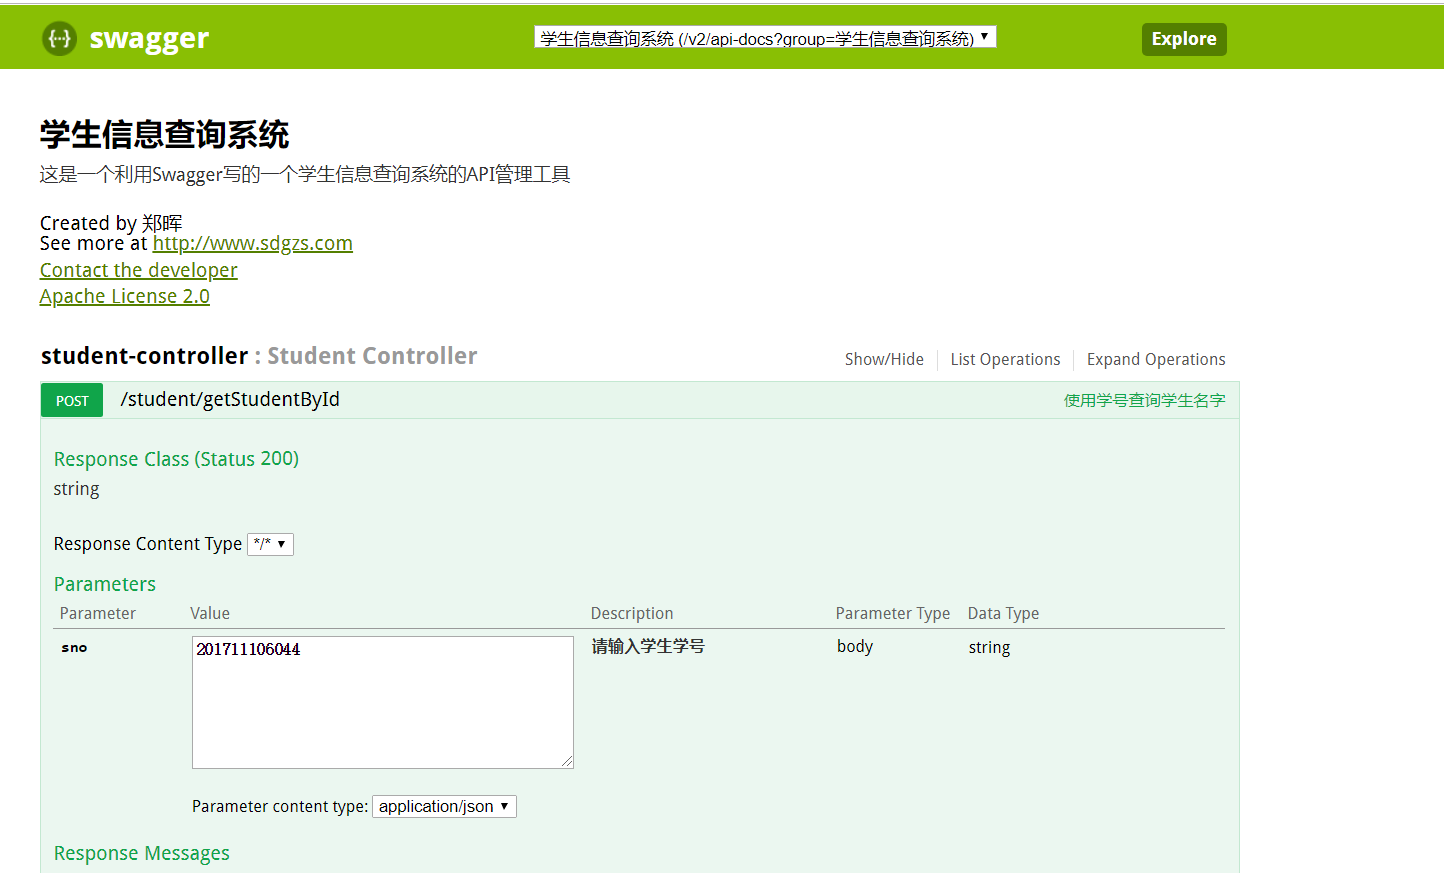 {···} swagger
学生信息查询系统 (/v2/api-docs?group=学生信息查询系统)
Explore
学生信息查询系统
这是一个利用Swagger写的一个学生信息查询系统的API管理工具
Created by 郑晖
See more at http://www.sdgzs.com
Contact the developer
Apache License 2.0
student-controller : Student Controller
Show/Hide
List Operations
Expand Operations
POST /student/getStudentById
使用学号查询学生名字
Response Class (Status 200)
string
Response Content Type */*
Parameters
Parameter Value Description Parameter Type Data Type
sno 201711106044 请输入学生学号 body string
Parameter content type: application/json
Response Messages